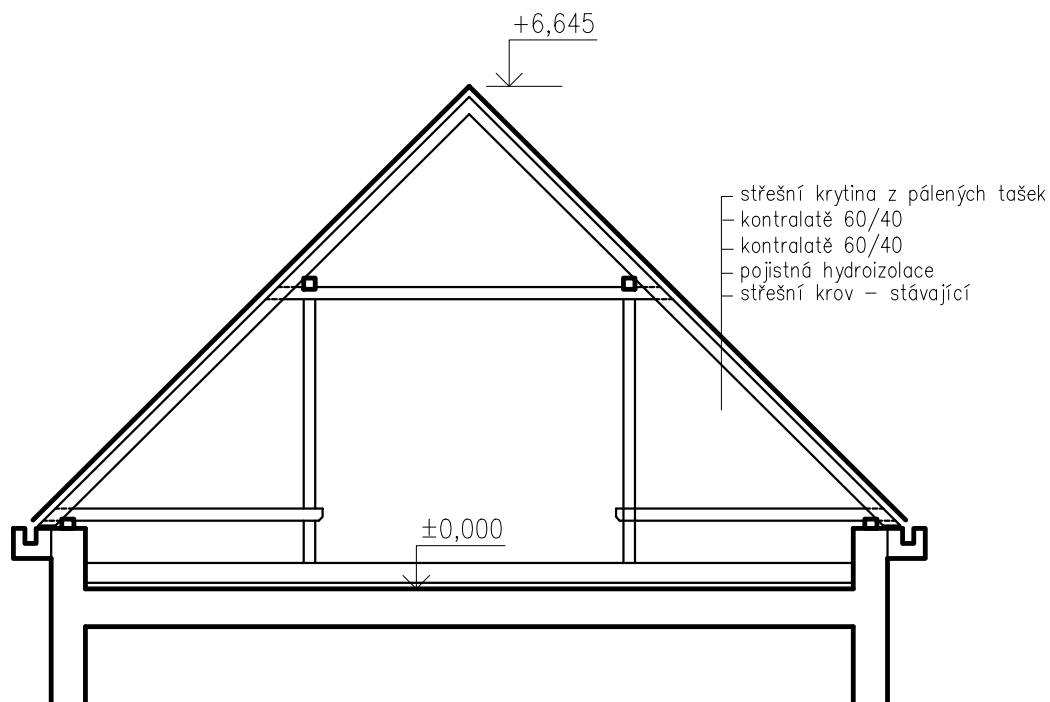 +6,645
střešní krytina z pálených tašek
kontralatě 60/40
kontralatě 60/40
pojistná hydroizolace
střešní krov – stávající
±0,000